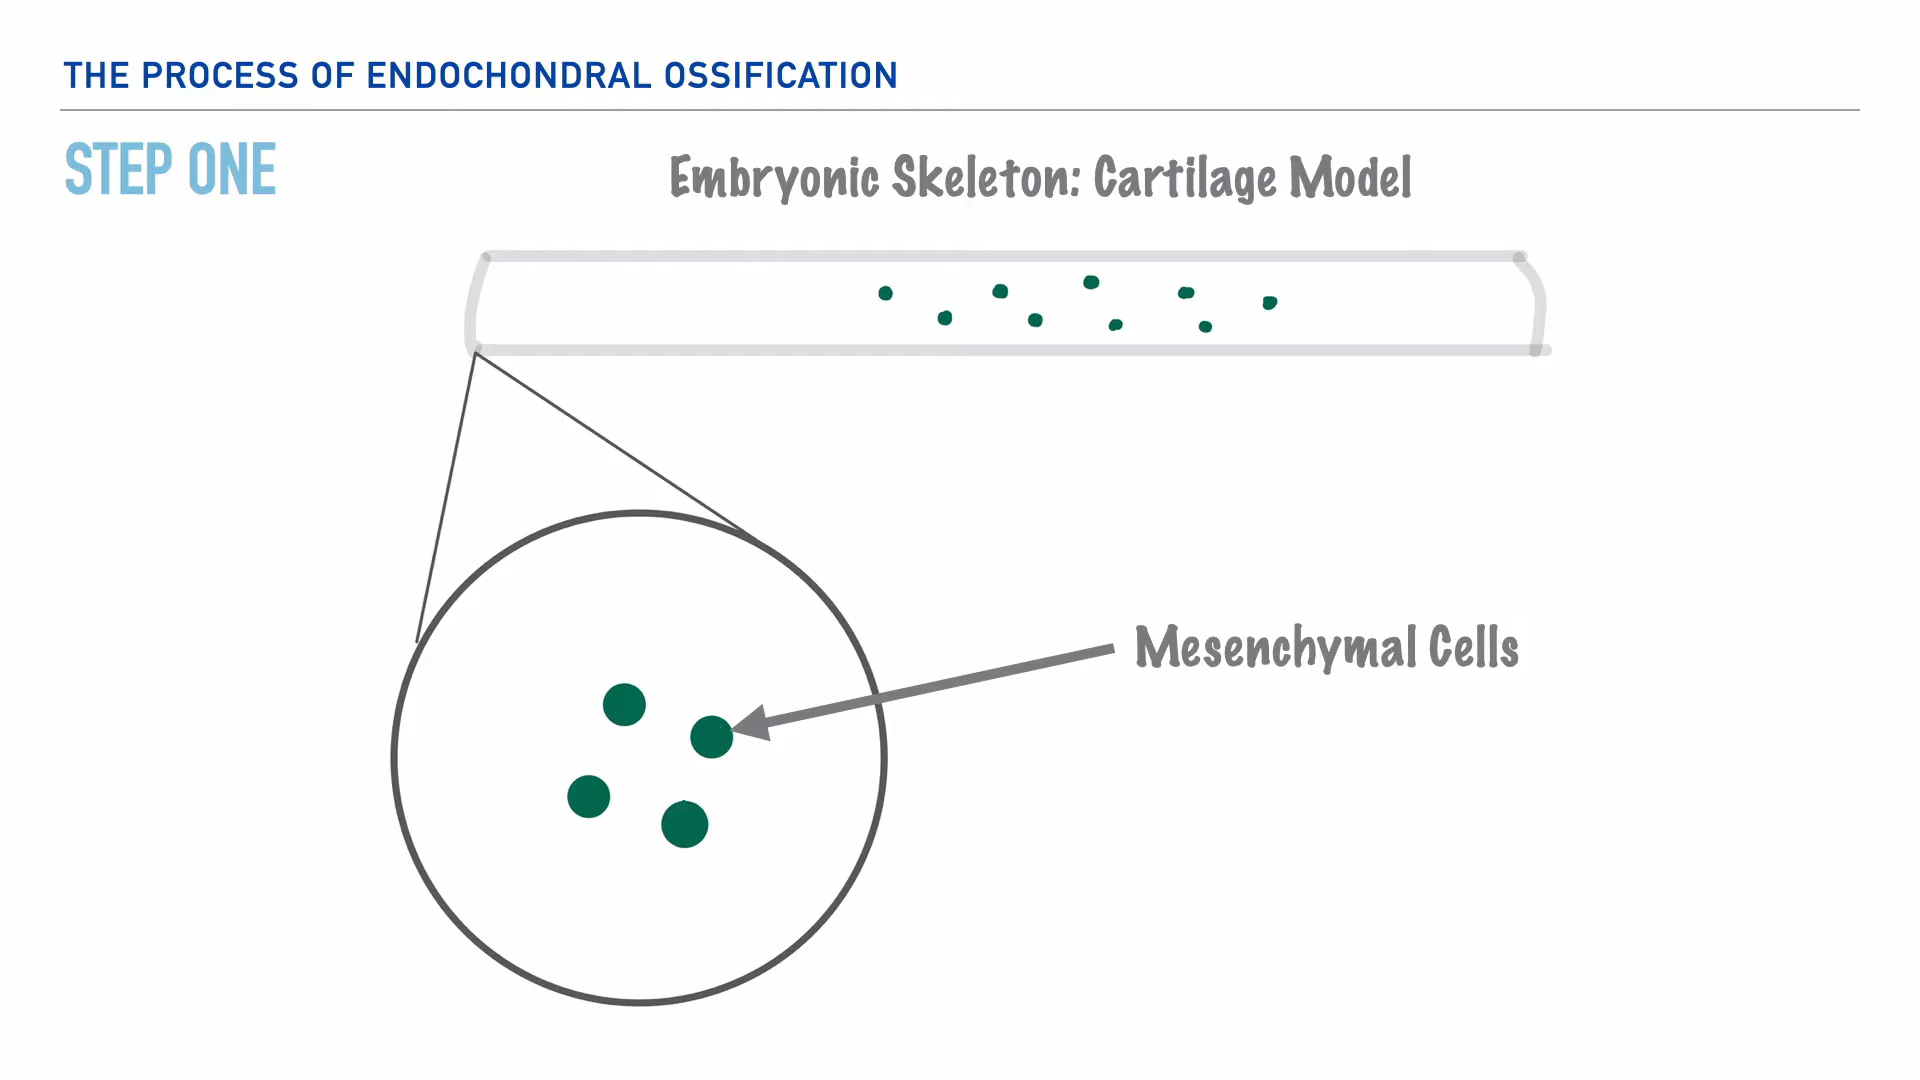 THE PROCESS OF ENDOCHONDRAL OSSIFICATION
STEP ONE
Embryonic Skeleton: Cartilage Model
Mesenchymal Cells